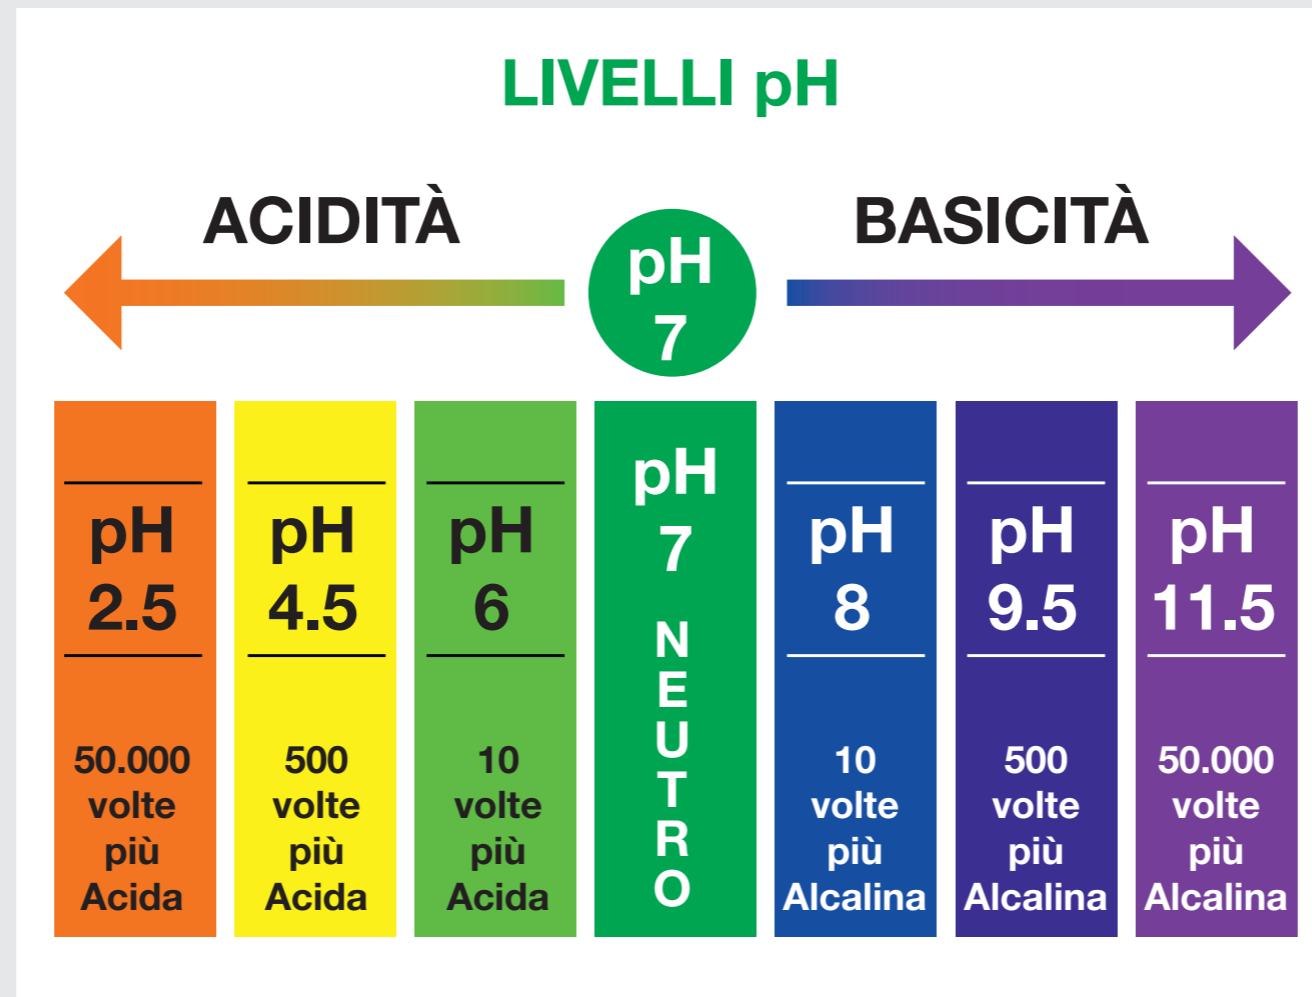 LIVELLI pH
ACIDITÀ
pH
7
BASICITÀ
pH
2.5
50.000
volte
più
Acida
pH
4.5
500
volte
più
Acida
pH
6
10
volte
più
Acida
pH
7
N
E
U
T
R
O
pH
8
10
volte
più
Alcalina
pH
9.5
500
volte
più
Alcalina
pH
11.5
50.000
volte
più
Alcalina